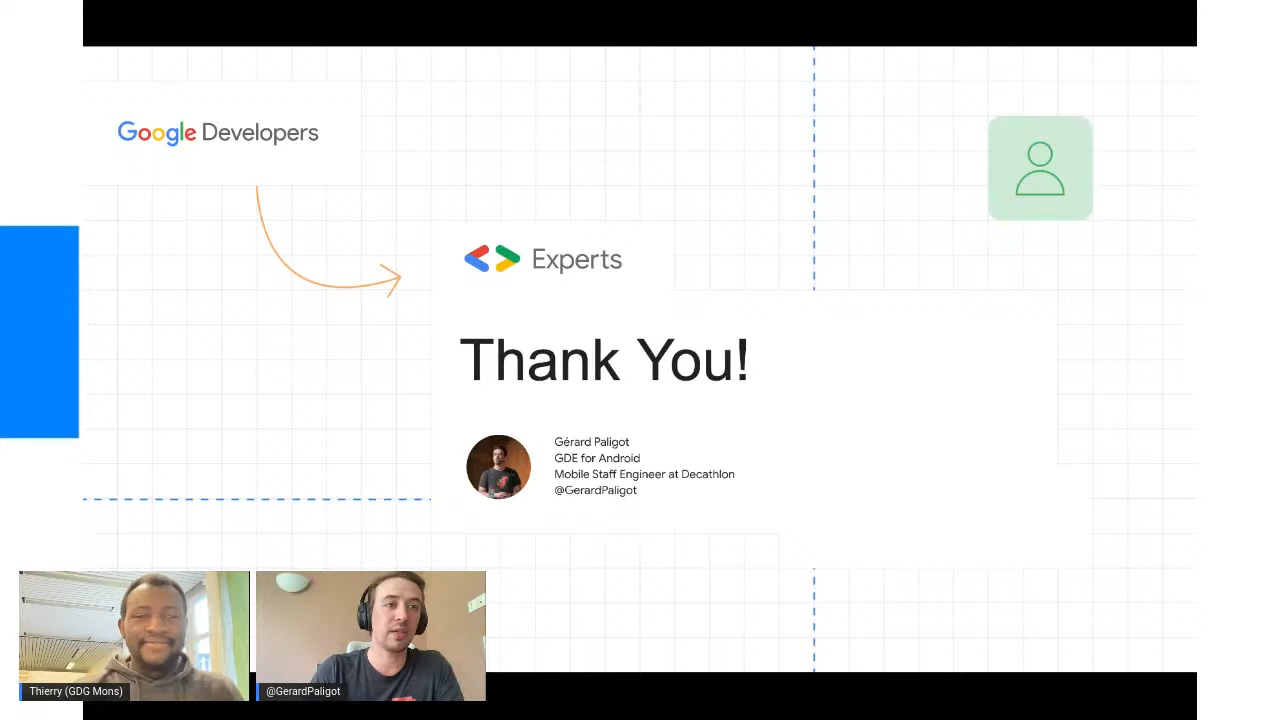 Google Developers
Experts
Thank You!
Gérard Paligot
GDE for Android
Mobile Staff Engineer at Decathlon
@GerardPaligot
Thierry (GDG Mons)
@GerardPaligot